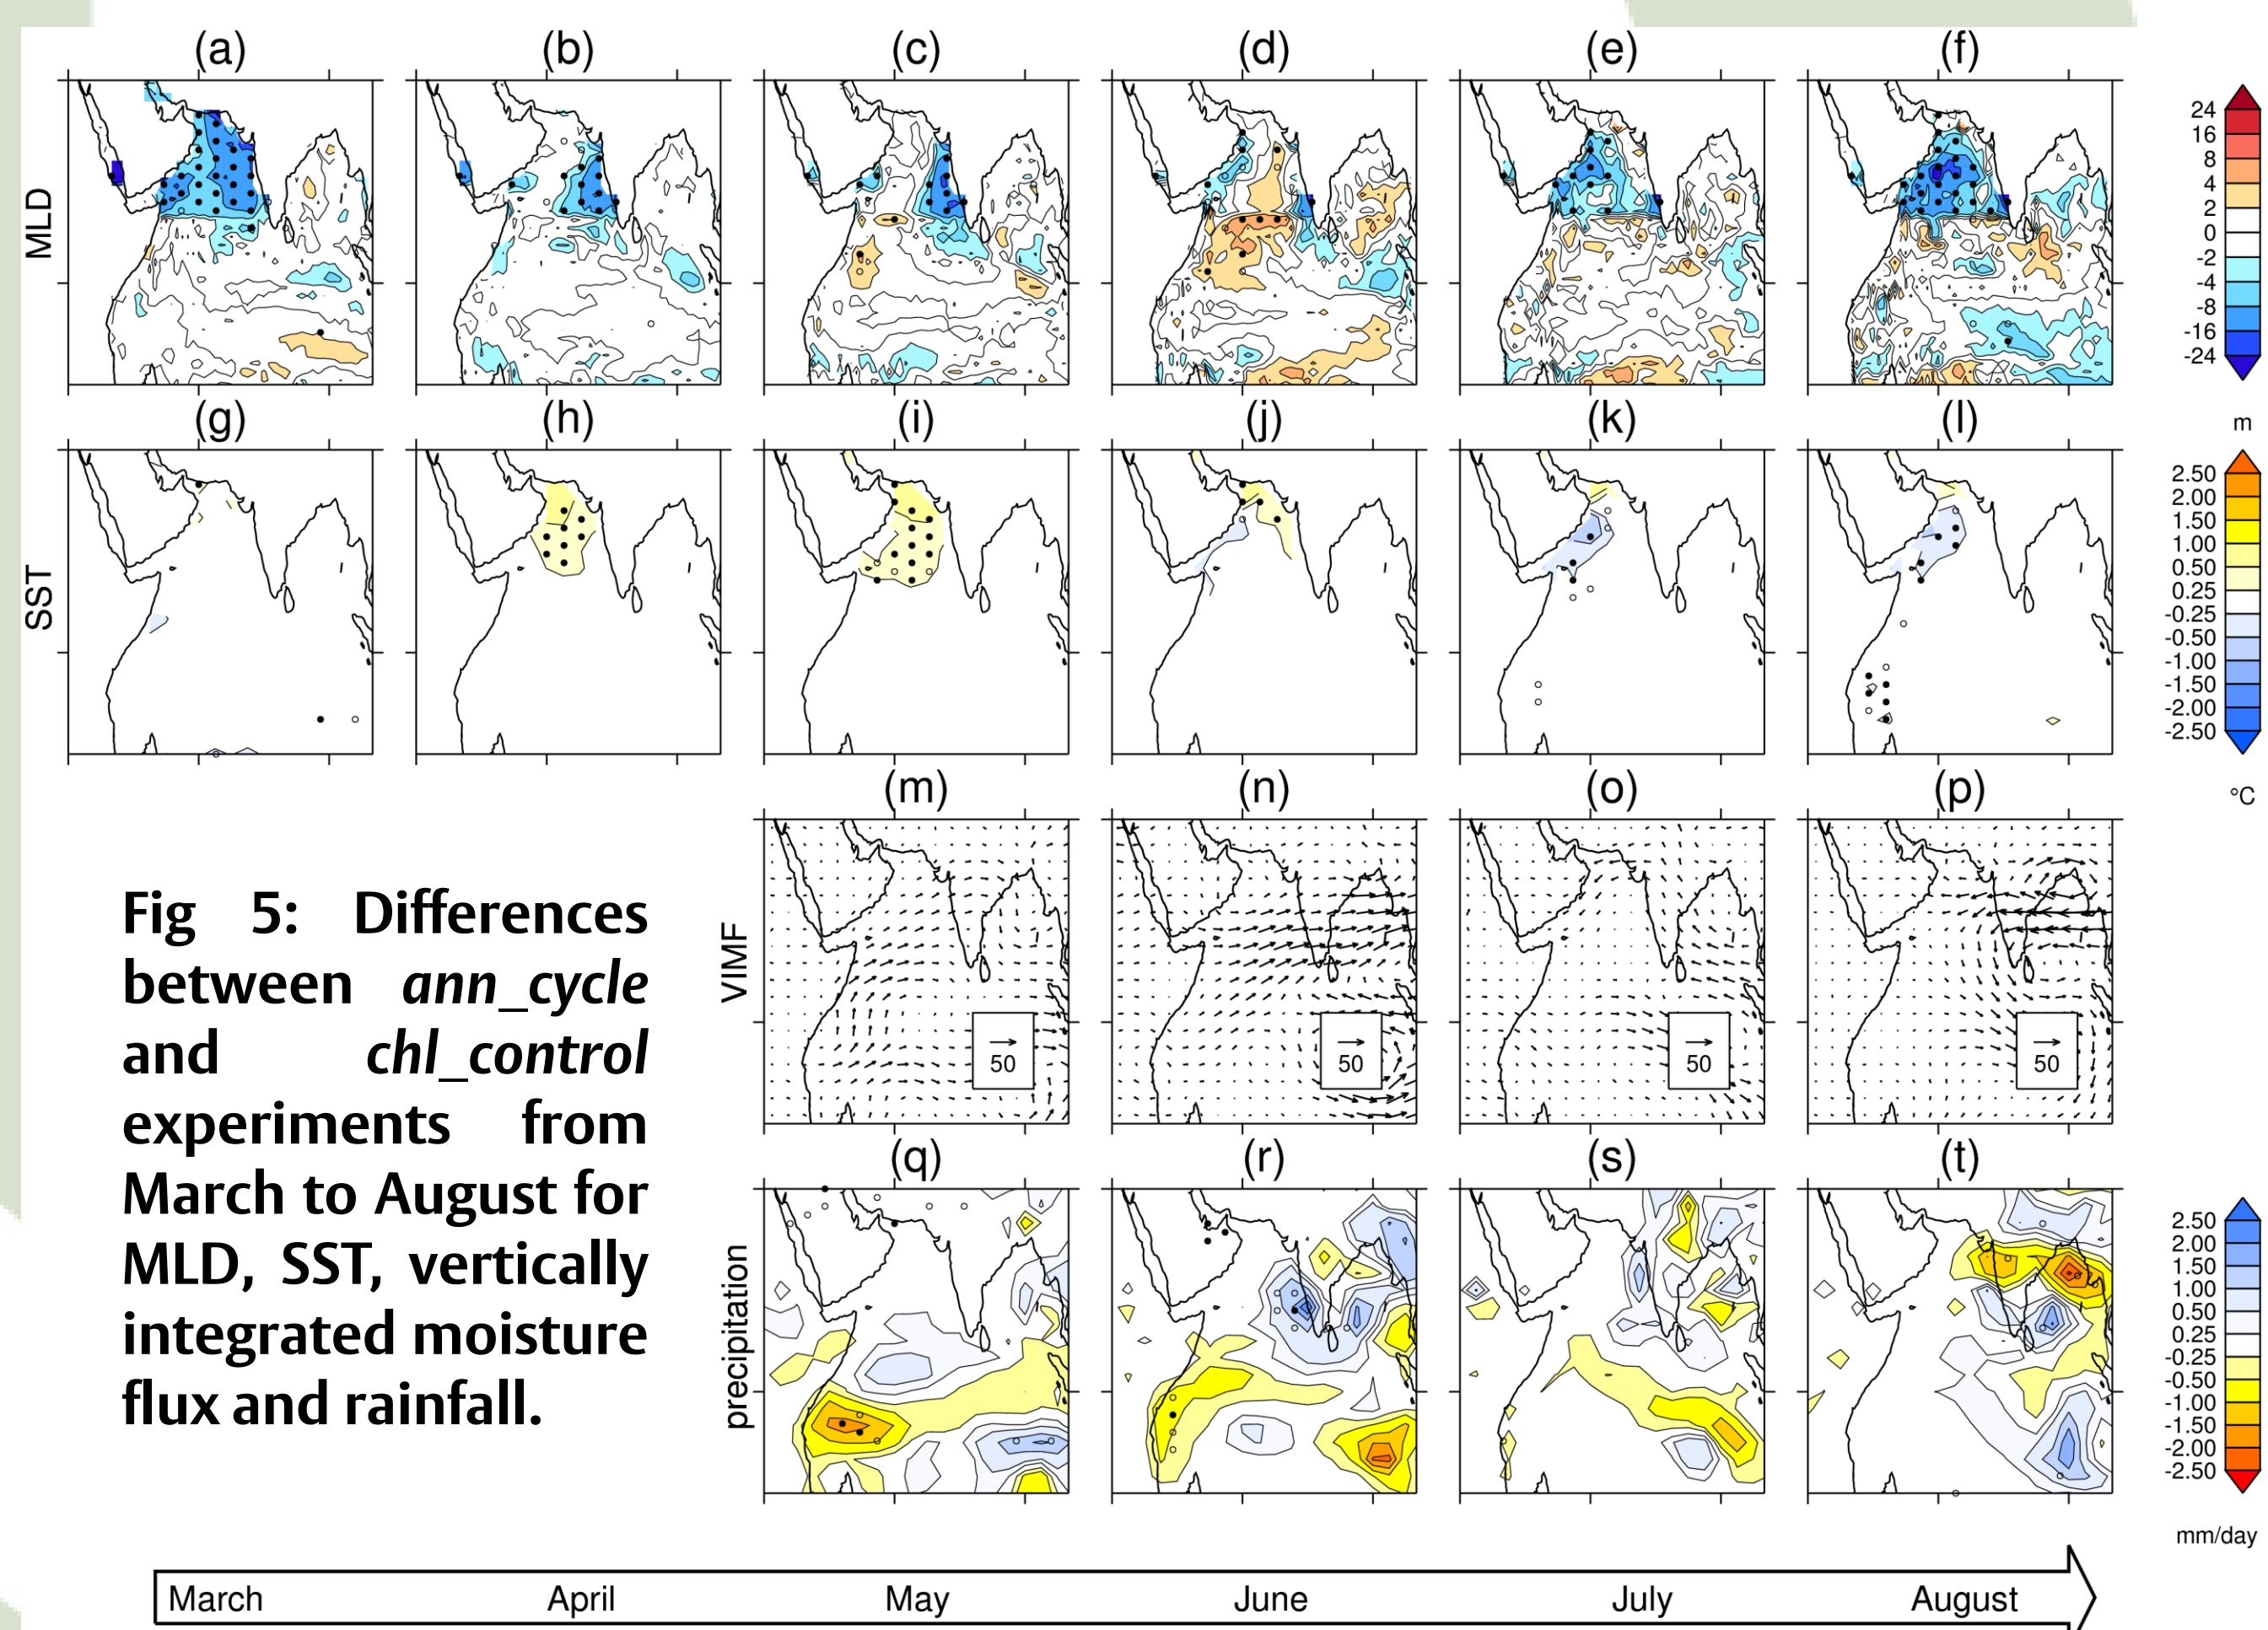 (a) (b) (c) (d) (e) (f)
MLD
24
16
8
4
2
0
-2
-4
-8
-16
-24
m
(g) (h) (i) (j) (k) (l)
SST
2.50
2.00
1.50
1.00
0.50
0.25
-0.25
-0.50
-1.00
-1.50
-2.00
-2.50
°C
(m) (n) (o) (p)
VIMF
50 50 50 50
Fig 5: Differences
between ann_cycle
and chl_control
experiments from
March to August for
MLD, SST, vertically
integrated moisture
flux and rainfall.
(q) (r) (s) (t)
precipitation
2.50
2.00
1.50
1.00
0.50
0.25
-0.25
-0.50
-1.00
-1.50
-2.00
-2.50
mm/day
March April May June July August